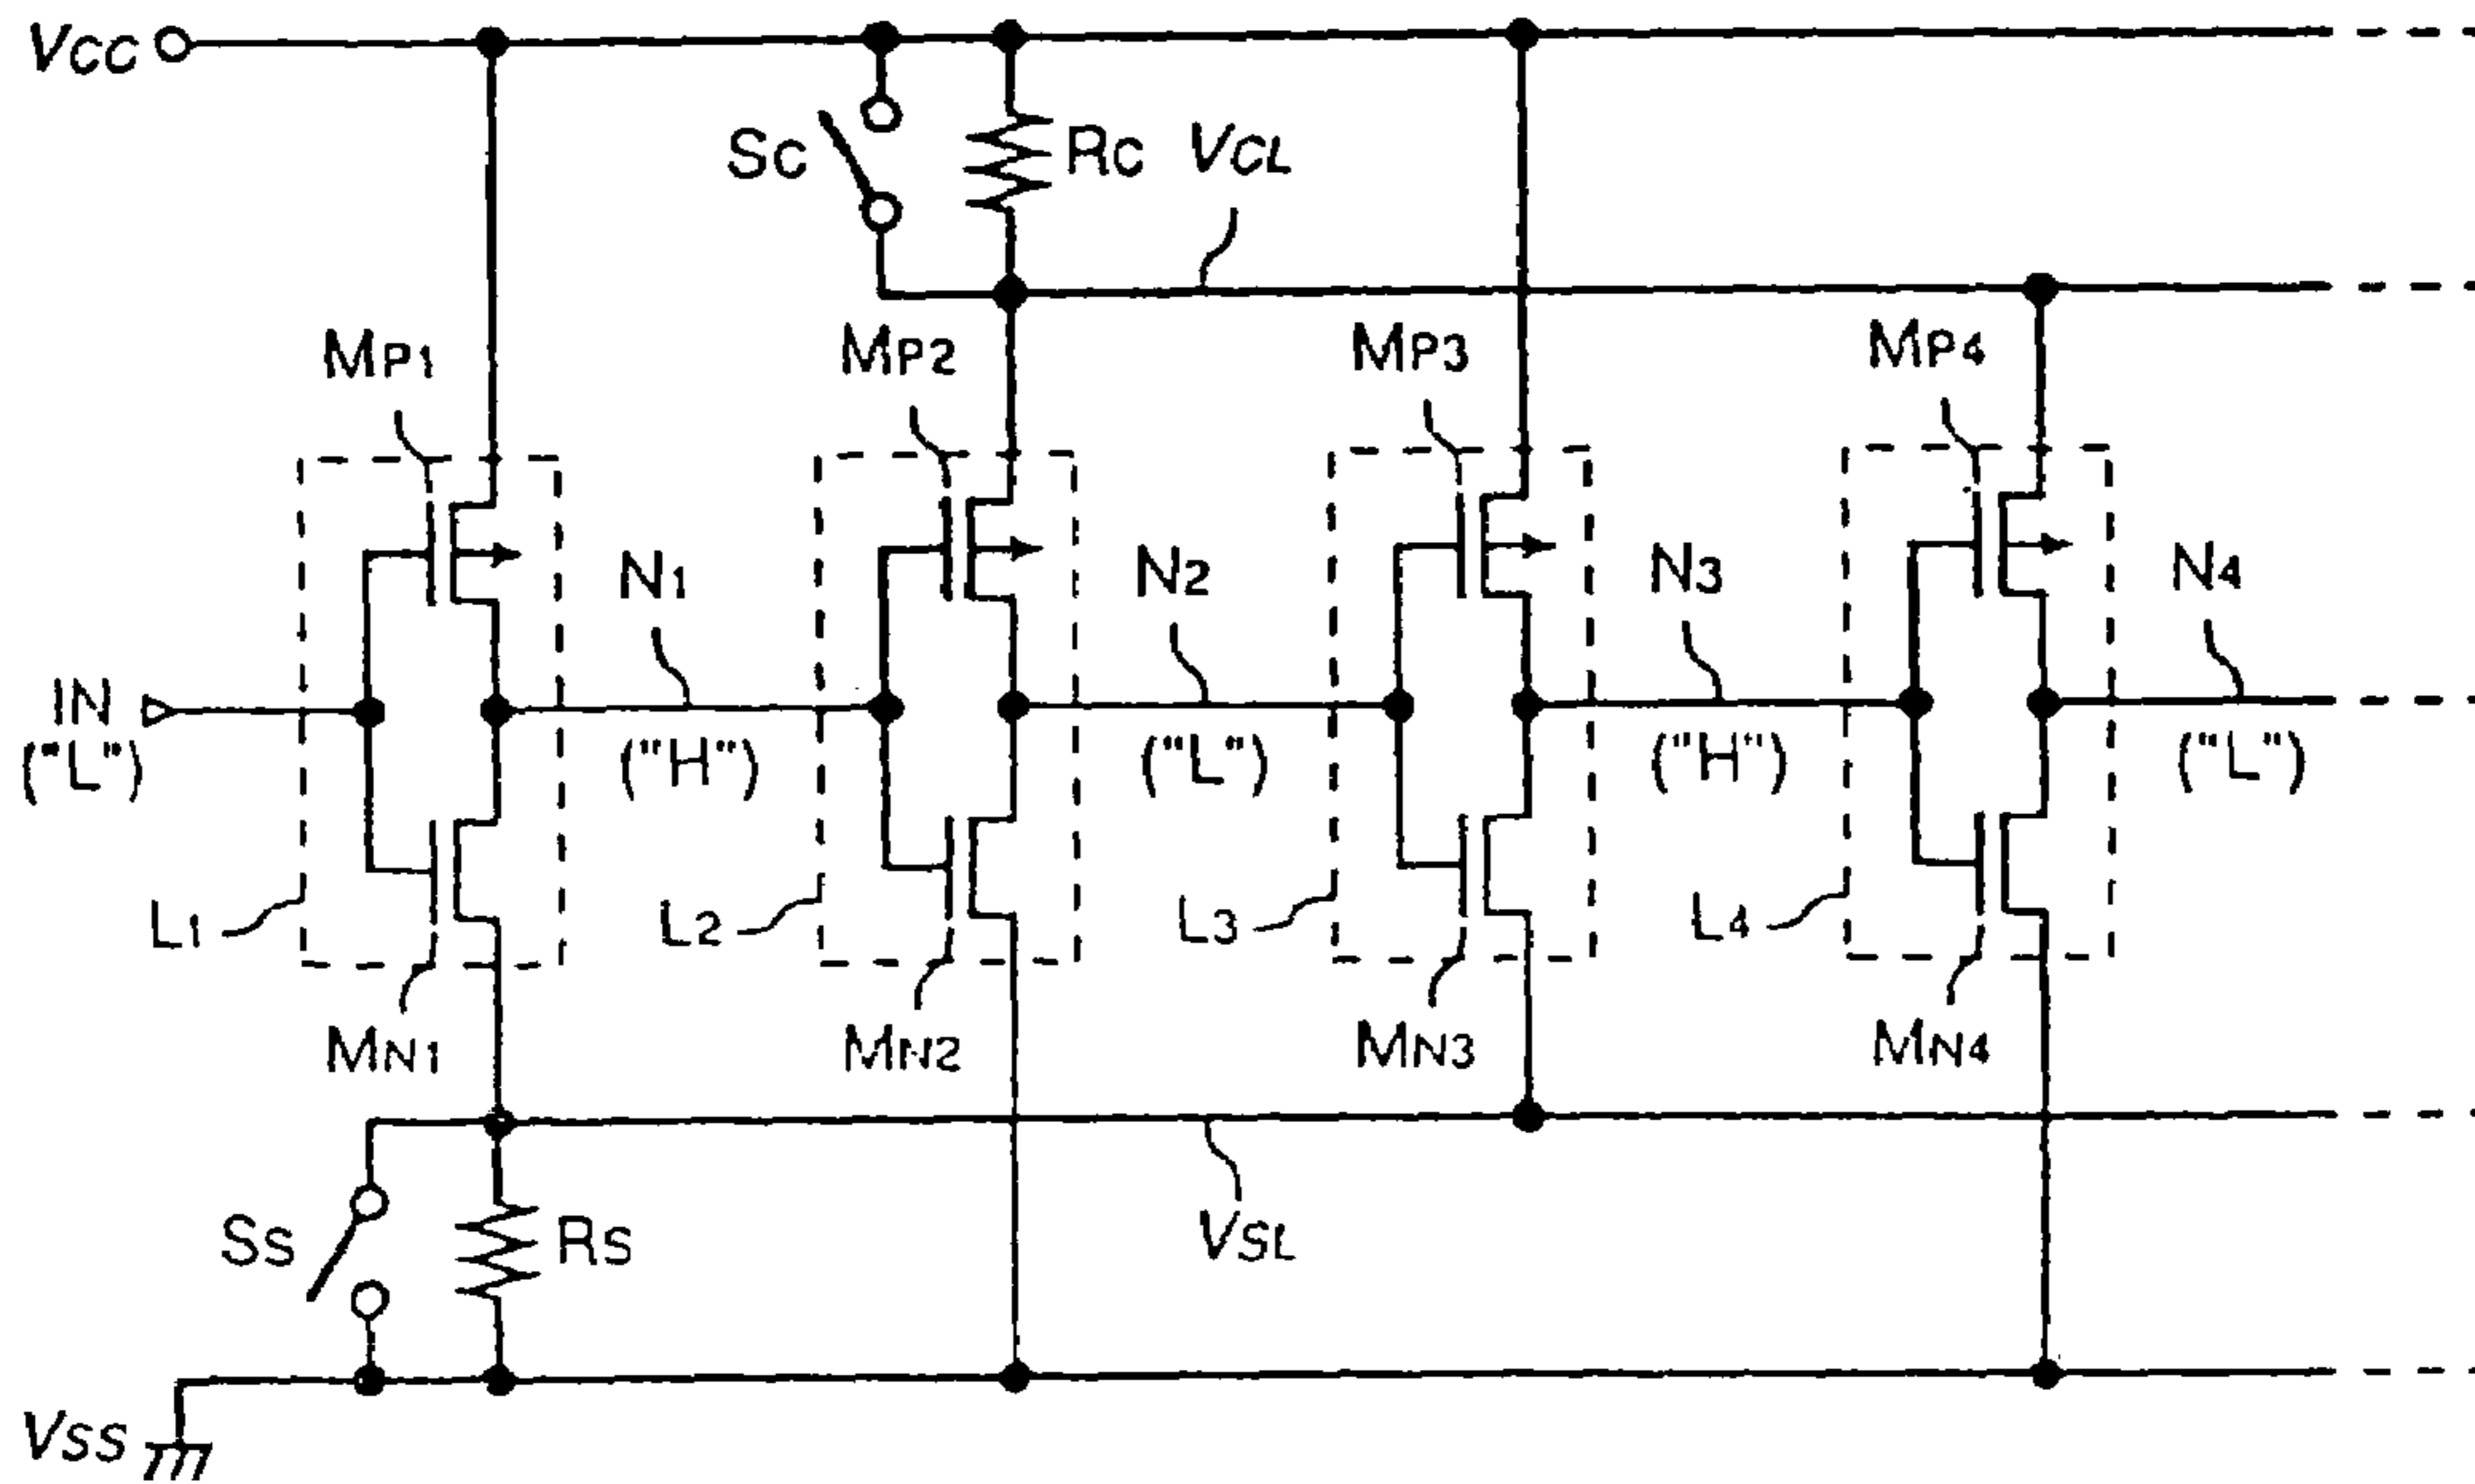 VCC
SC RC VCL
MP1 MP2 MP3 MP4
N1 N2 N3 N4
IN
("L") ("H") ("L") ("H") ("L")
L1 L2 L3 L4
MN1 MN2 MN3 MN4
SS RS VSL
VSS